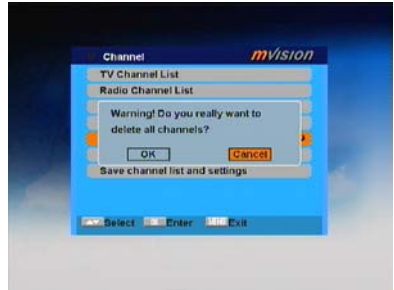 Channel
mvision
TV Channel List
Radio Channel List
Warning! Do you really want to
delete all channels?
OK
Cancel
Save channel list and settings
Select
Enter
MENU Exit